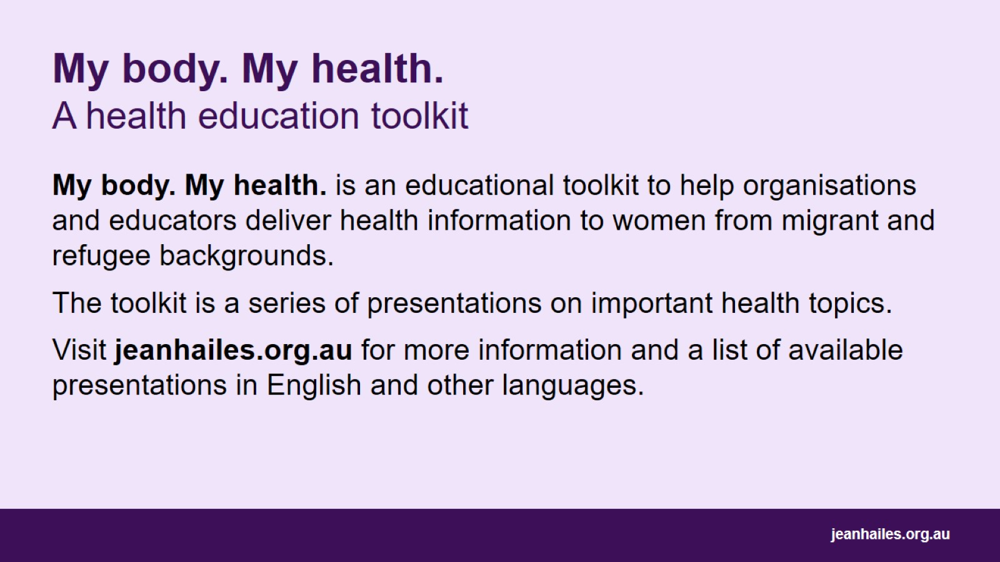 My body. My health.
A health education toolkit
My body. My health. is an educational toolkit to help organisations
and educators deliver health information to women from migrant and
refugee backgrounds.
The toolkit is a series of presentations on important health topics.
Visit jeanhailes.org.au for more information and a list of available
presentations in English and other languages.
jeanhailes.org.au